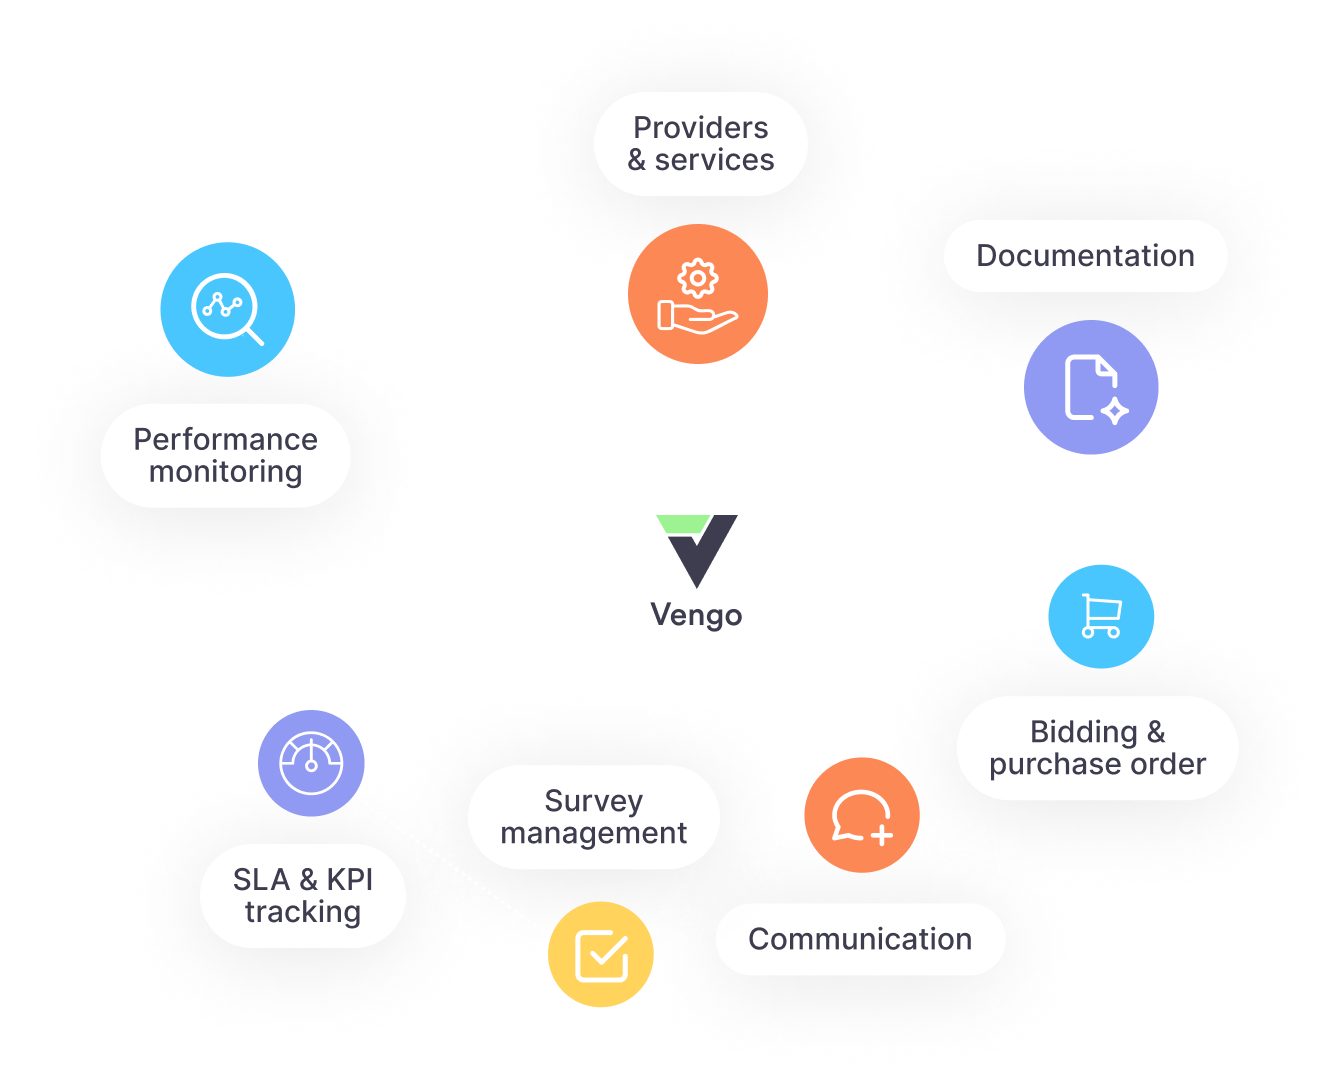 Providers
& services
Documentation
Performance
monitoring
Vengo
Bidding &
purchase order
Survey
management
SLA & KPI
tracking
Communication